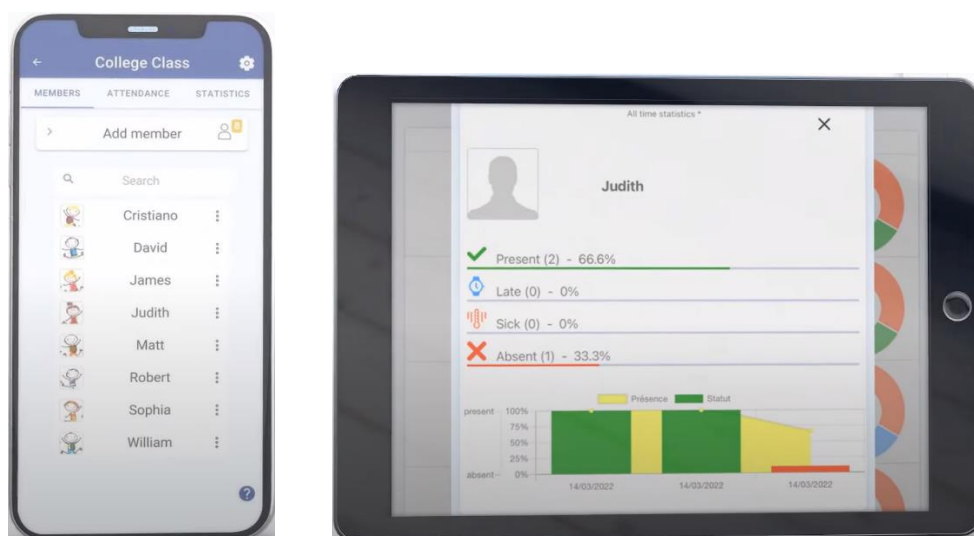 College Class
MEMBERS ATTENDANCE STATISTICS
Add member 8
Search
Cristiano
David
James
Judith
Matt
Robert
Sophia
William
?
All time statistics *
Judith
Present (2) - 66.6%
Late (0) - 0%
Sick (0) - 0%
Absent (1) - 33.3%
Présence Statut
present 100%
75%
50%
25%
absent 0%
14/03/2022 14/03/2022 14/03/2022